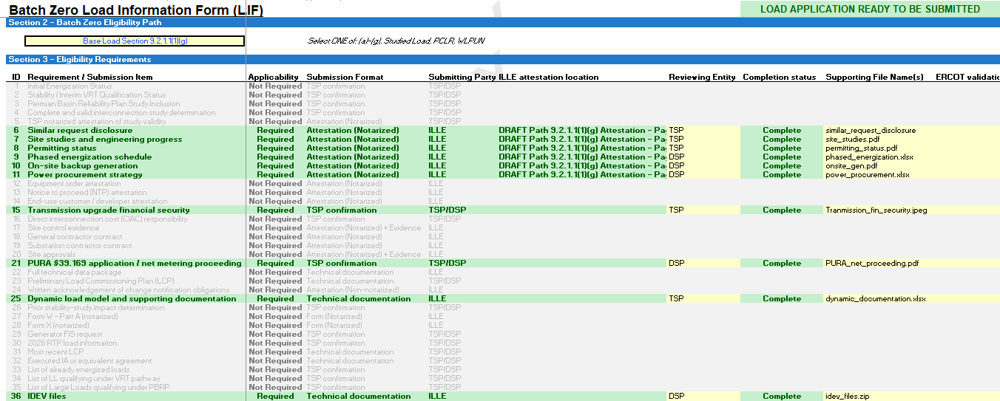 Batch Zero Load Information Form (LIF) LOAD APPLICATION READY TO BE SUBMITTED
Section 2 - Batch Zero Eligibility Path
Base Load Section 9.2.1.1(1)(g) Select ONE of: (a)-(g), Studied Load, PCLR, WLPUN
Section 3 - Eligibility Requirements
ID Requirement / Submission Item Applicability Submission Format Submitting Party ILLE attestation location Reviewing Entity Completion status Supporting File Name(s) ERCOT validatic
1 Initial Energization Status Not Required TSP confirmation TSP/DSP
2 Stability / Interim VRT Qualification Status Not Required TSP confirmation TSP/DSP
3 Permian Basin Reliability Plan Study Inclusion Not Required TSP confirmation TSP/DSP
4 Complete and valid interconnection study determination Not Required TSP confirmation TSP/DSP
5 TSP notarized attestation of study validity Not Required Attestation (Notarized) TSP/DSP
6 Similar request disclosure Required Attestation (Notarized) ILLE DRAFT Path 9.2.1.1(1)(g) Attestation - Pa TSP Complete similar_request_disclosure
7 Site studies and engineering progress Required Attestation (Notarized) ILLE DRAFT Path 9.2.1.1(1)(g) Attestation - Pa TSP Complete site_studies.pdf
8 Permitting status Required Attestation (Notarized) ILLE DRAFT Path 9.2.1.1(1)(g) Attestation - Pa TSP Complete permitting_status.pdf
9 Phased energization schedule Required Attestation (Notarized) ILLE DRAFT Path 9.2.1.1(1)(g) Attestation - Pa DSP Complete phased_energization.xlsx
10 On-site backup generation Required Attestation (Notarized) ILLE DRAFT Path 9.2.1.1(1)(g) Attestation - Pa DSP Complete onsite_gen.pdf
11 Power procurement strategy Required Attestation (Notarized) ILLE DRAFT Path 9.2.1.1(1)(g) Attestation - Pa DSP Complete power_procurement.xlsx
12 Equipment order attestation Not Required Attestation (Notarized) ILLE
13 Notice to proceed (NTP) attestation Not Required Attestation (Notarized) ILLE
14 End-use customer / developer attestation Not Required Attestation (Notarized) ILLE
15 Transmission upgrade financial security Required TSP confirmation TSP/DSP TSP Complete Tranmission_fin_security.jpeg
16 Direct interconnection cost (CIAC) responsibility Not Required TSP confirmation TSP/DSP
17 Site control evidence Not Required Attestation (Notarized) + Evidence ILLE
18 General contractor contract Not Required Attestation (Notarized) ILLE
19 Substation contractor contract Not Required Attestation (Notarized) ILLE
20 Site approvals Not Required Attestation (Notarized) + Evidence ILLE
21 PURA §39.169 application / net metering proceeding Required TSP confirmation TSP/DSP DSP Complete PURA_net_proceeding.pdf
22 Full technical data package Not Required Technical documentation ILLE
23 Preliminary Load Commissioning Plan (LCP) Not Required Technical documentation TSP/DSP
24 Written acknowledgement of change notification obligations Not Required Attestation (Non-notarized) ILLE
25 Dynamic load model and supporting documentation Required Technical documentation ILLE TSP Complete dynamic_documentation.xlsx
26 Prior stability-study impact determination Not Required TSP confirmation TSP/DSP
27 Form W - Part A (notarized) Not Required Form (Notarized) ILLE
28 Form X (notarized) Not Required Form (Notarized) ILLE
29 Generator FIS request Not Required TSP confirmation TSP/DSP
30 2026 RTP load information Not Required TSP confirmation TSP/DSP
31 Most recent LCP Not Required Technical documentation TSP/DSP
32 Executed IA or equivalent agreement Not Required Technical documentation TSP/DSP
33 List of already energized loads Not Required TSP confirmation TSP/DSP
34 List of LL qualifying under VRT pathway Not Required TSP confirmation TSP/DSP
35 List of Large Loads qualifying under PBRP Not Required TSP confirmation TSP/DSP
36 IDEV files Required Technical documentation ILLE DSP Complete idev_files.zip